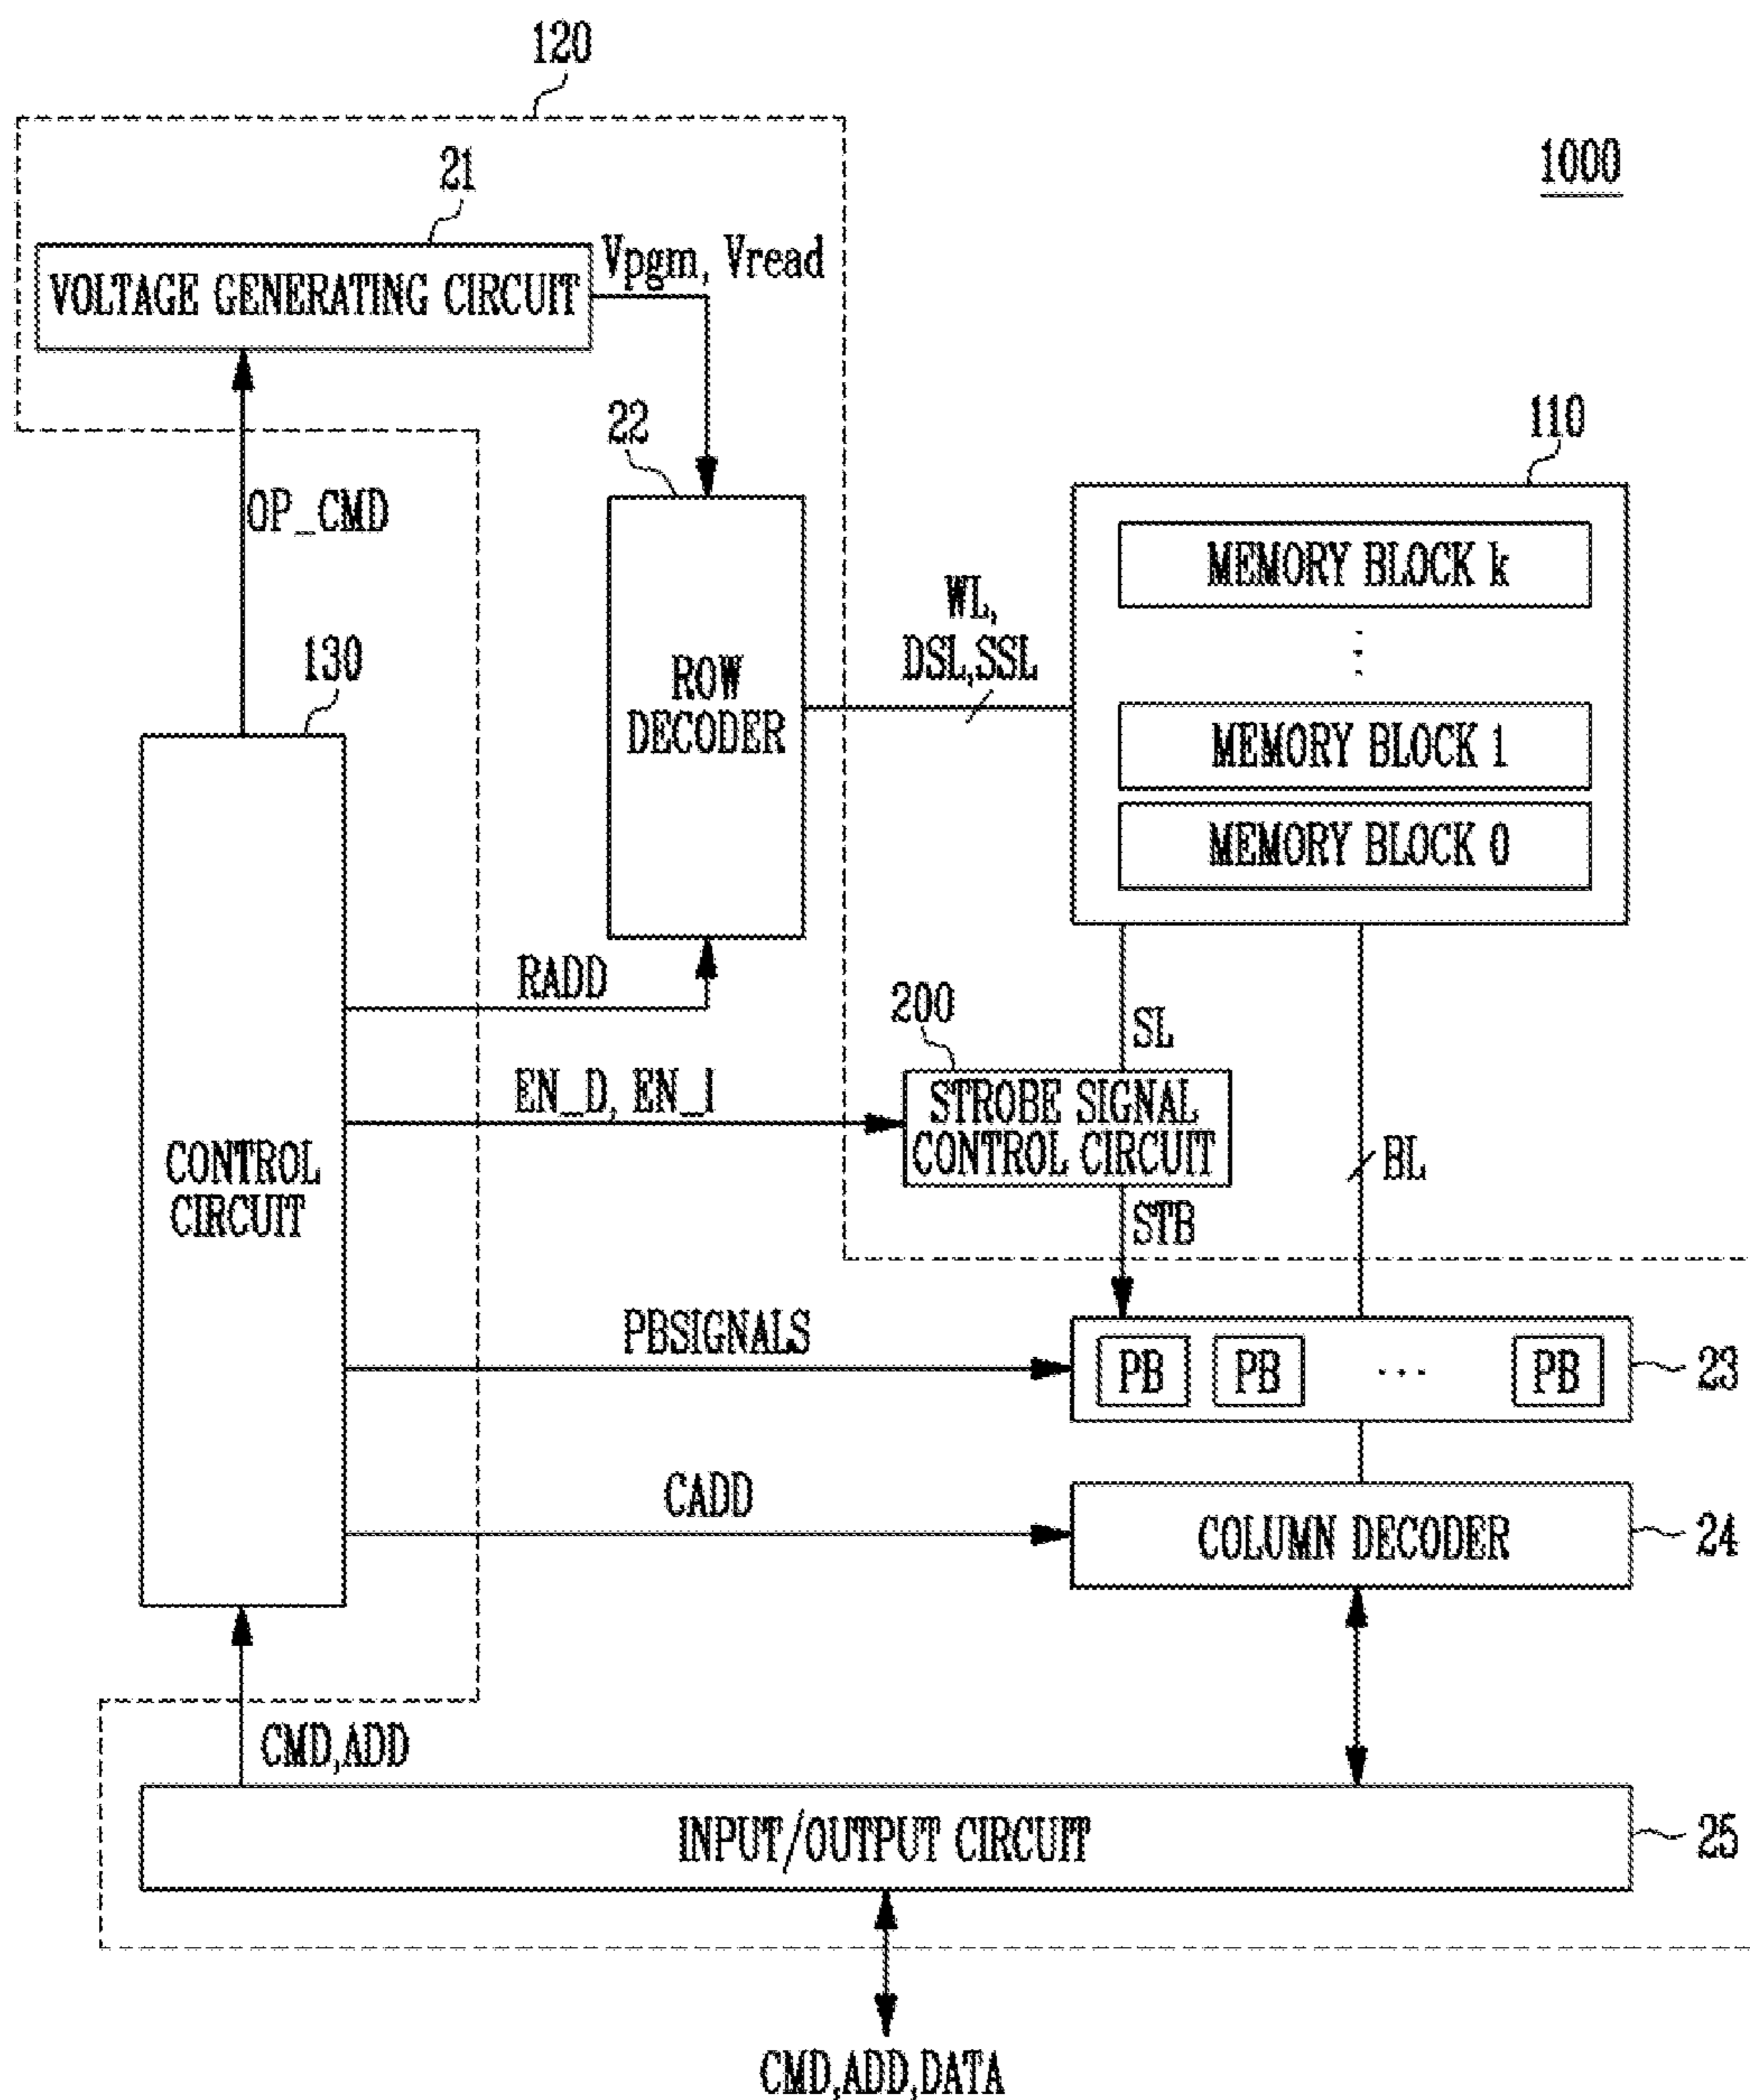 120
1000
21
VOLTAGE GENERATING CIRCUIT
Vpgm, Vread
22
110
OP_CMD
MEMORY BLOCK k
WL,
DSL,SSL
130
ROW
DECODER
MEMORY BLOCK 1
MEMORY BLOCK 0
RADD
200
SL
EN_D, EN_I
STROBE SIGNAL
CONTROL CIRCUIT
CONTROL
CIRCUIT
BL
STB
PBSIGNALS
PB
PB
...
PB
23
CADD
COLUMN DECODER
24
CMD,ADD
INPUT/OUTPUT CIRCUIT
25
CMD,ADD,DATA